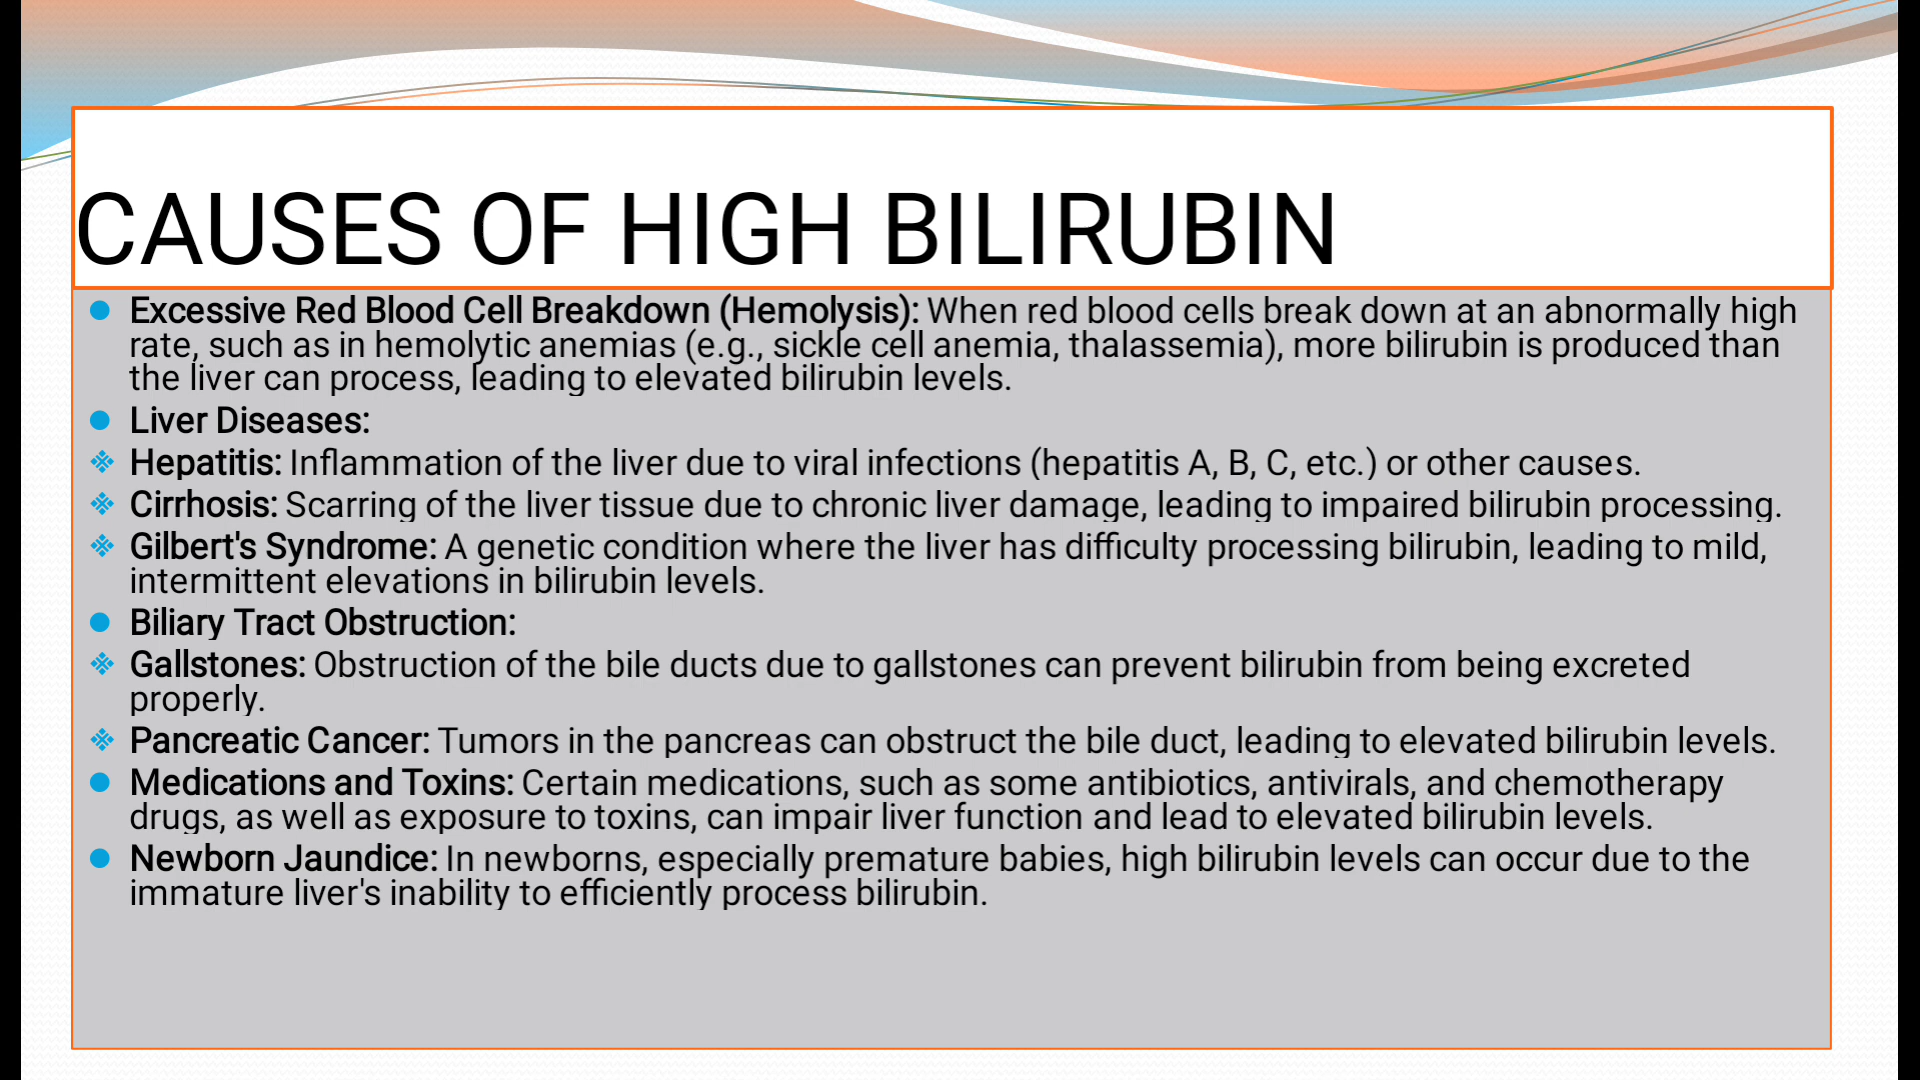 CAUSES OF HIGH BILIRUBIN
Excessive Red Blood Cell Breakdown (Hemolysis): When red blood cells break down at an abnormally high
rate, such as in hemolytic anemias (e.g., sickle cell anemia, thalassemia), more bilirubin is produced than
the liver can process, leading to elevated bilirubin levels.
Liver Diseases:
Hepatitis: Inflammation of the liver due to viral infections (hepatitis A, B, C, etc.) or other causes.
Cirrhosis: Scarring of the liver tissue due to chronic liver damage, leading to impaired bilirubin processing.
Gilbert's Syndrome: A genetic condition where the liver has difficulty processing bilirubin, leading to mild,
intermittent elevations in bilirubin levels.
Biliary Tract Obstruction:
Gallstones: Obstruction of the bile ducts due to gallstones can prevent bilirubin from being excreted
properly.
Pancreatic Cancer: Tumors in the pancreas can obstruct the bile duct, leading to elevated bilirubin levels.
Medications and Toxins: Certain medications, such as some antibiotics, antivirals, and chemotherapy
drugs, as well as exposure to toxins, can impair liver function and lead to elevated bilirubin levels.
Newborn Jaundice: In newborns, especially premature babies, high bilirubin levels can occur due to the
immature liver's inability to efficiently process bilirubin.